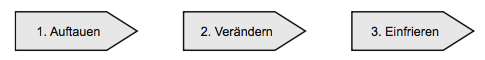 1. Auftauen
2. Verändern
3. Einfrieren